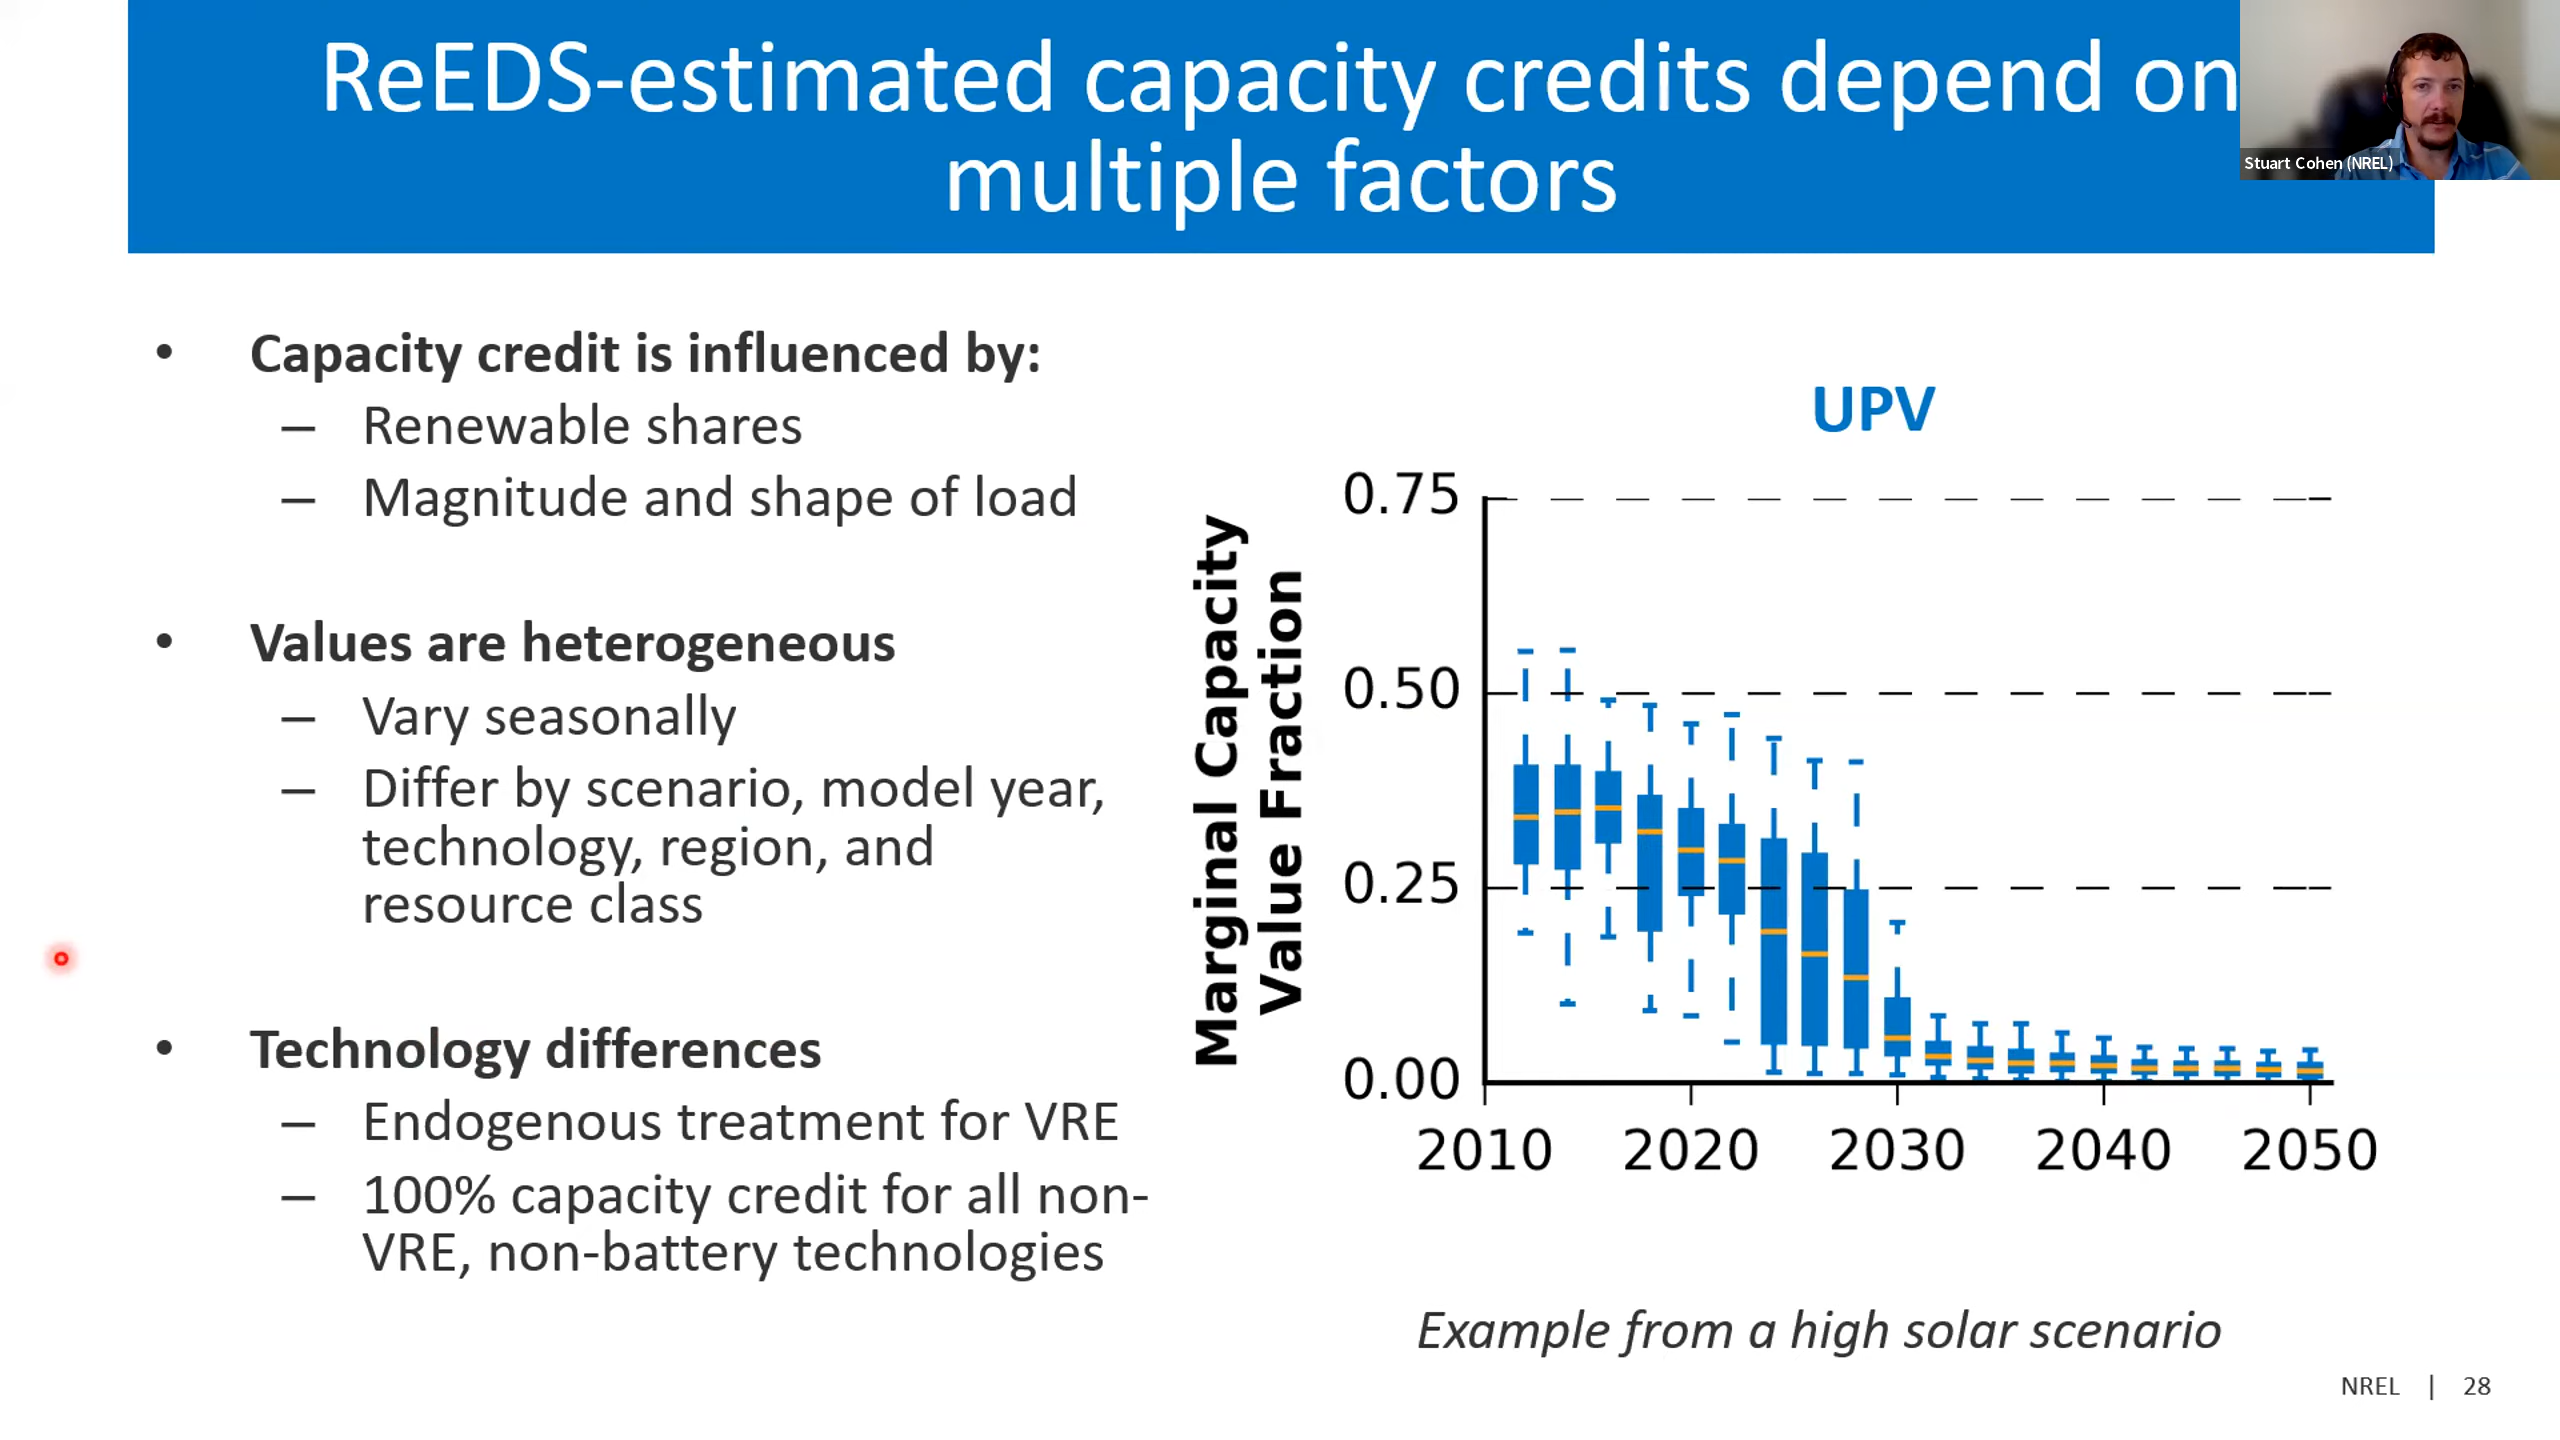 ReEDS-estimated capacity credits depend on
multiple factors
Stuart Cohen (NREL)
• Capacity credit is influenced by:
– Renewable shares
– Magnitude and shape of load
• Values are heterogeneous
– Vary seasonally
– Differ by scenario, model year,
technology, region, and
resource class
• Technology differences
– Endogenous treatment for VRE
– 100% capacity credit for all non-
VRE, non-battery technologies
UPV
Marginal Capacity
Value Fraction
0.75
0.50
0.25
0.00
2010 2020 2030 2040 2050
Example from a high solar scenario
NREL | 28